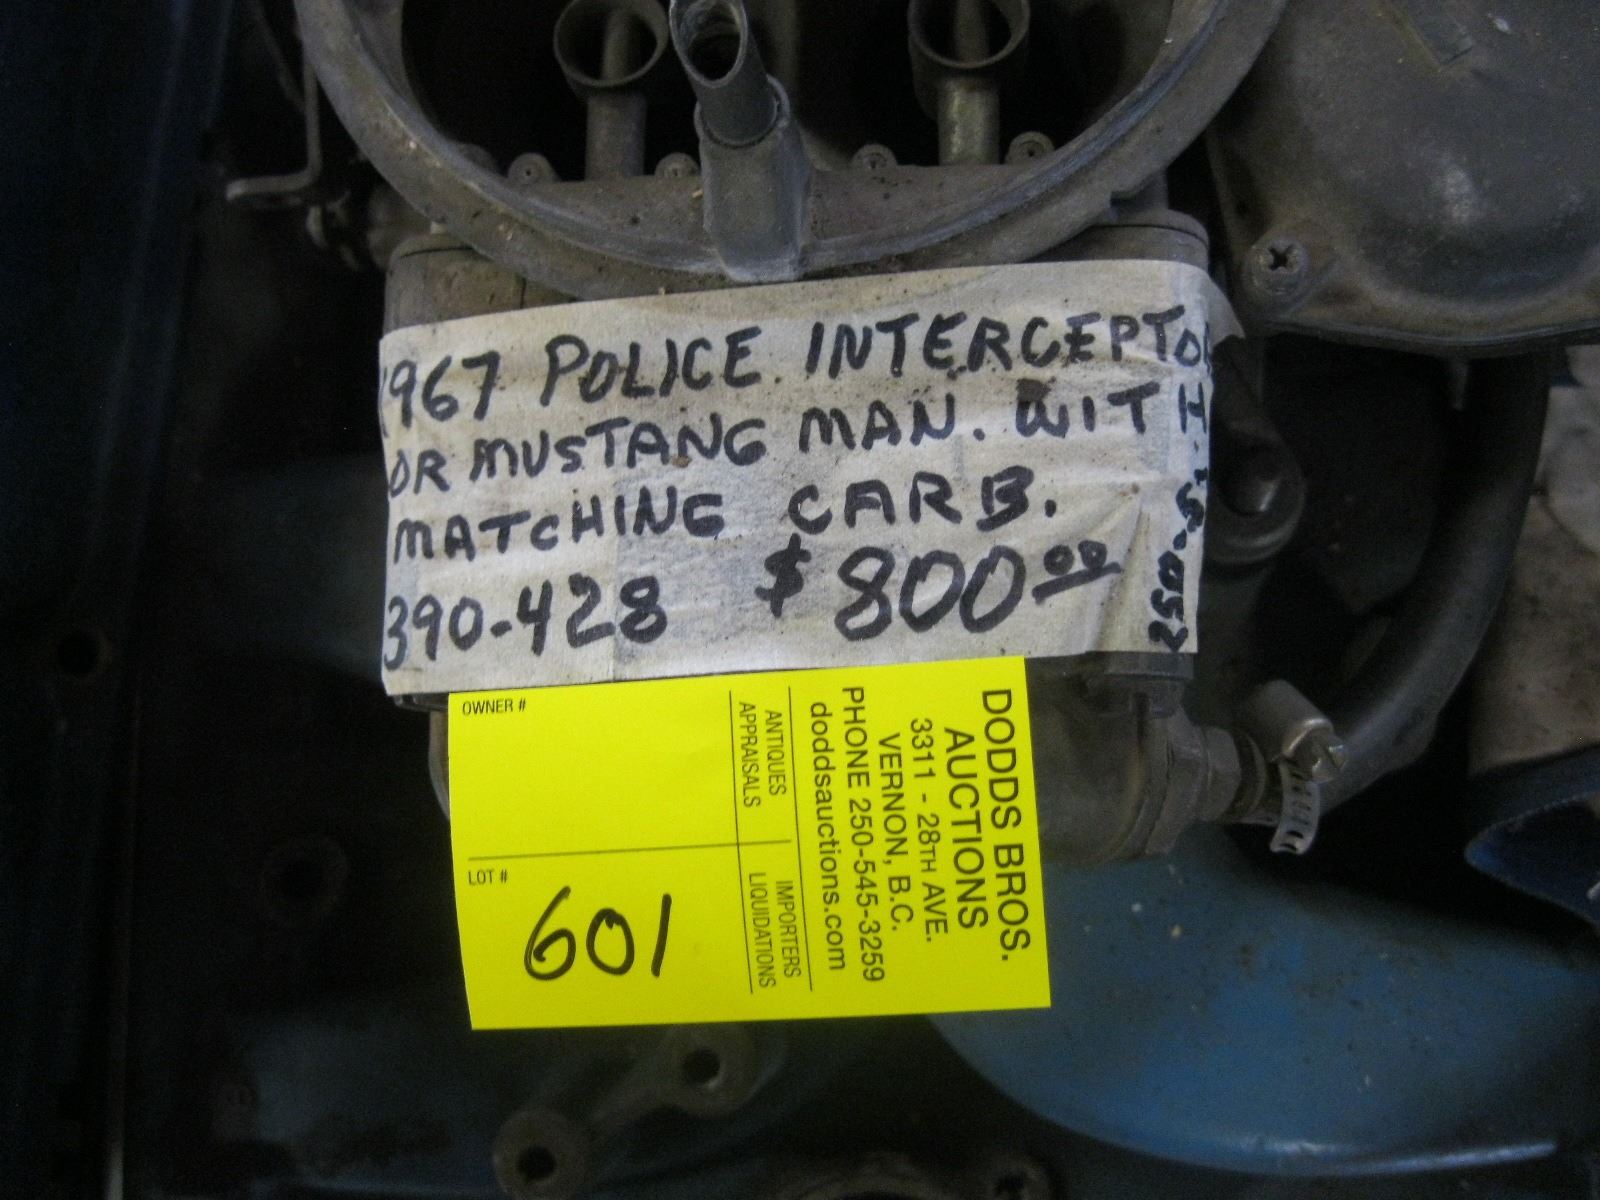 1967 POLICE INTERCEPTOR
OR MUSTANG MAN. WITH
MATCHING CARB.
390-428 $800.00
OWNER #
LOT #
601
DODDS BROS.
AUCTIONS
3311 - 28TH AVE.
VERNON, B.C.
PHONE 250-545-3259
doddsauctions.com
ANTIQUES IMPORTERS
APPRAISALS LIQUIDATIONS